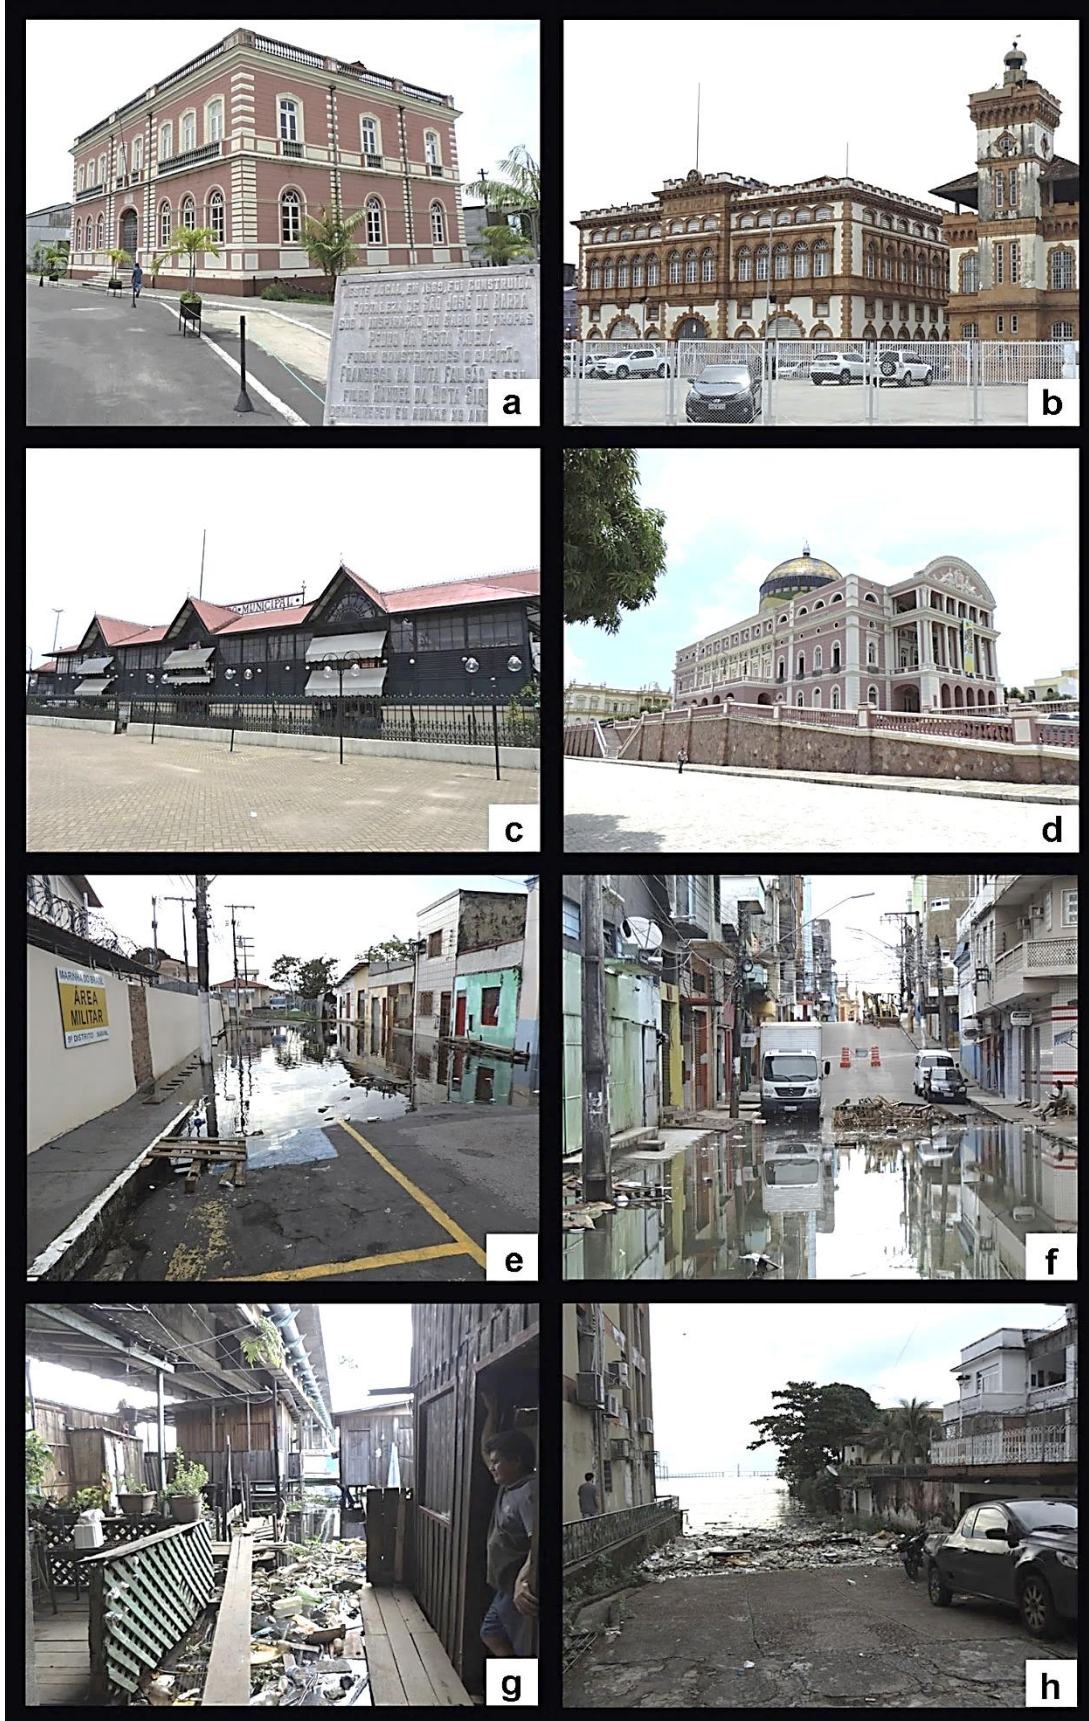 NESTE LOCAL EM 1669 FOI CONSTRUIDA
A FORTALEZA DE SÃO JOSÉ DA BARRA
SOB A INSPIRAÇÃO DO CABO DE TROPAS
PEDRO DA COSTA FAVELA.
FORAM CONSTRUTORES O CAPITÃO
FRANCISCO DA MOTA FALCÃO E SEU
FILHO MANUEL DA MOTA
a
b
MUNICIPAL
c
d
MARINHA DO BRASIL
ÁREA
MILITAR
9º DISTRITO NAVAL
e
f
g
h